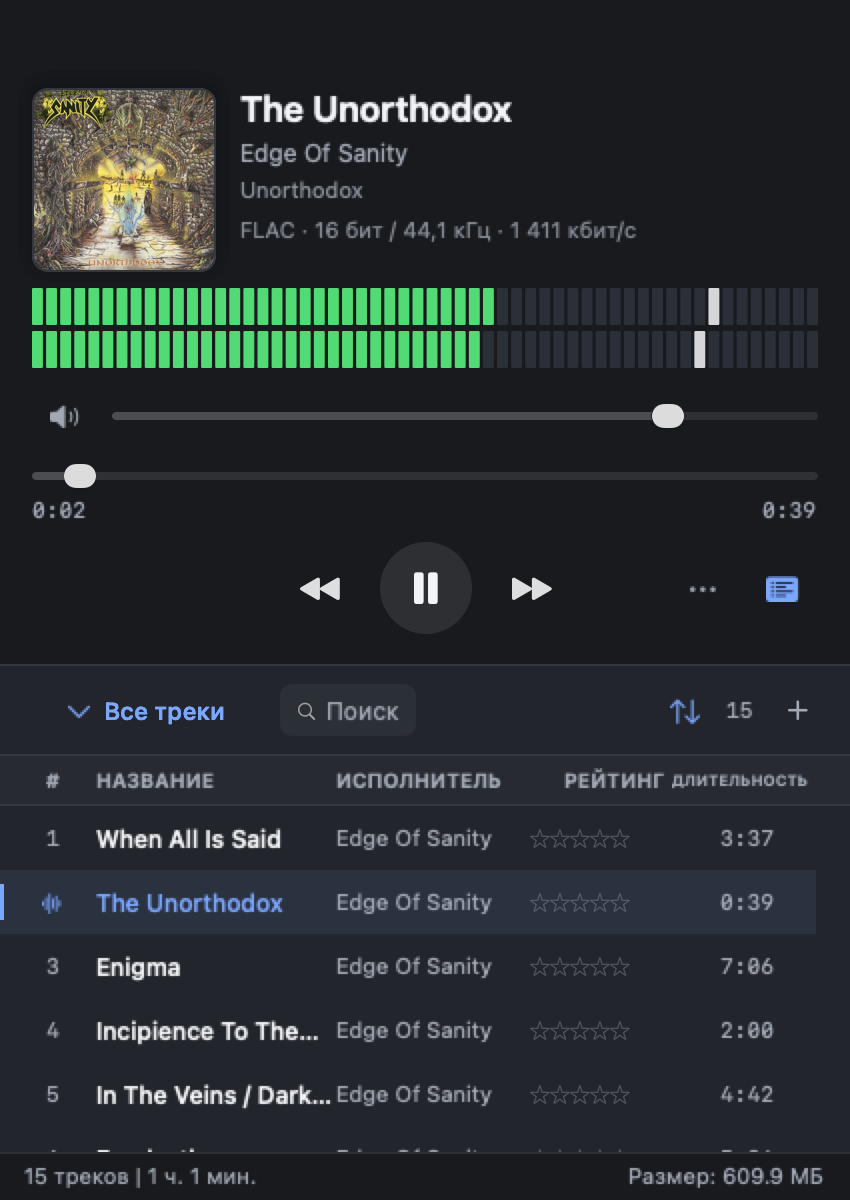 SANITY
UNORTHODOX
The Unorthodox
Edge Of Sanity
Unorthodox
FLAC · 16 бит / 44,1 кГц · 1 411 кбит/с
0:02 0:39
Все треки Поиск 15
# НАЗВАНИЕ ИСПОЛНИТЕЛЬ РЕЙТИНГ ДЛИТЕЛЬНОСТЬ
1 When All Is Said Edge Of Sanity ☆☆☆☆☆ 3:37
The Unorthodox Edge Of Sanity ☆☆☆☆☆ 0:39
3 Enigma Edge Of Sanity ☆☆☆☆☆ 7:06
4 Incipience To The... Edge Of Sanity ☆☆☆☆☆ 2:00
5 In The Veins / Dark... Edge Of Sanity ☆☆☆☆☆ 4:42
15 треков | 1 ч. 1 мин. Размер: 609.9 МБ